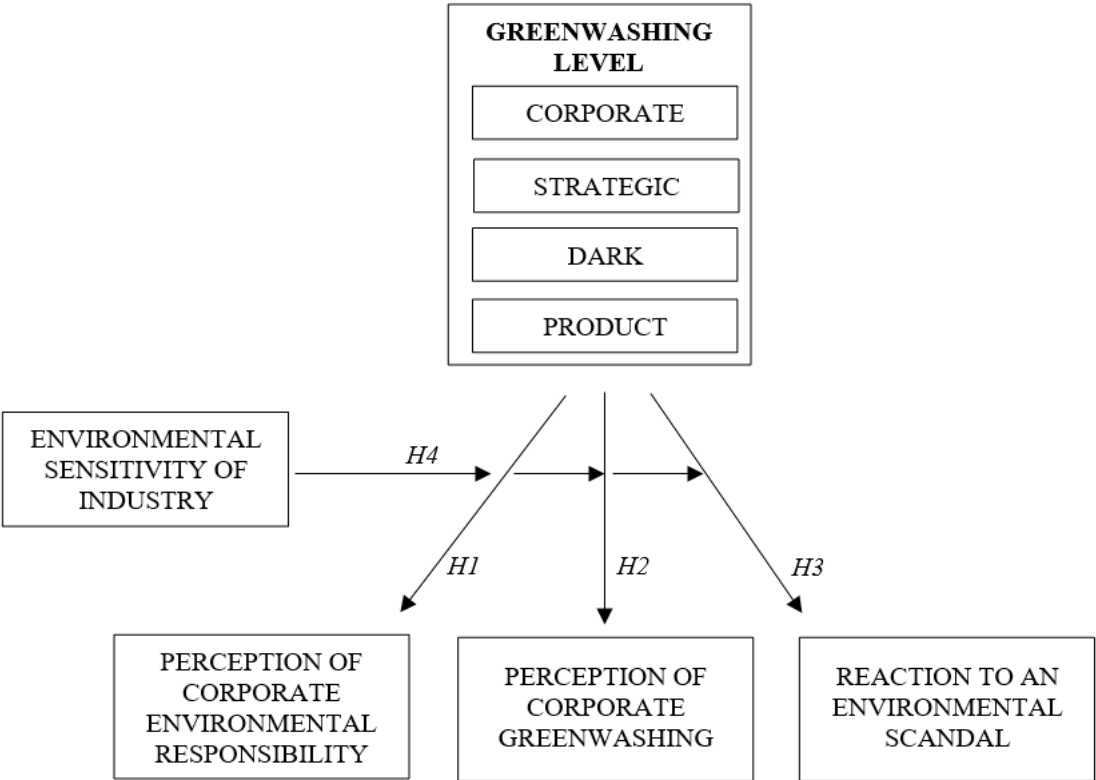 GREENWASHING
LEVEL
CORPORATE
STRATEGIC
DARK
PRODUCT
ENVIRONMENTAL
SENSITIVITY OF
INDUSTRY
H4
H1
H2
H3
PERCEPTION OF
CORPORATE
ENVIRONMENTAL
RESPONSIBILITY
PERCEPTION OF
CORPORATE
GREENWASHING
REACTION TO AN
ENVIRONMENTAL
SCANDAL